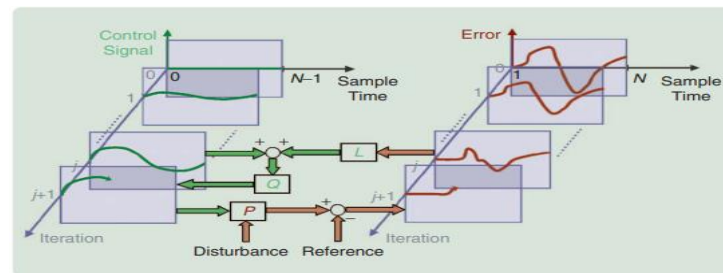 Control
Signal
Error
0
0
N–1
Sample
Time
0
1
N
Sample
Time
1
1
j
+
+
L
j
Q
j+1
P
+
–
j+1
Iteration
Disturbance
Reference
Iteration